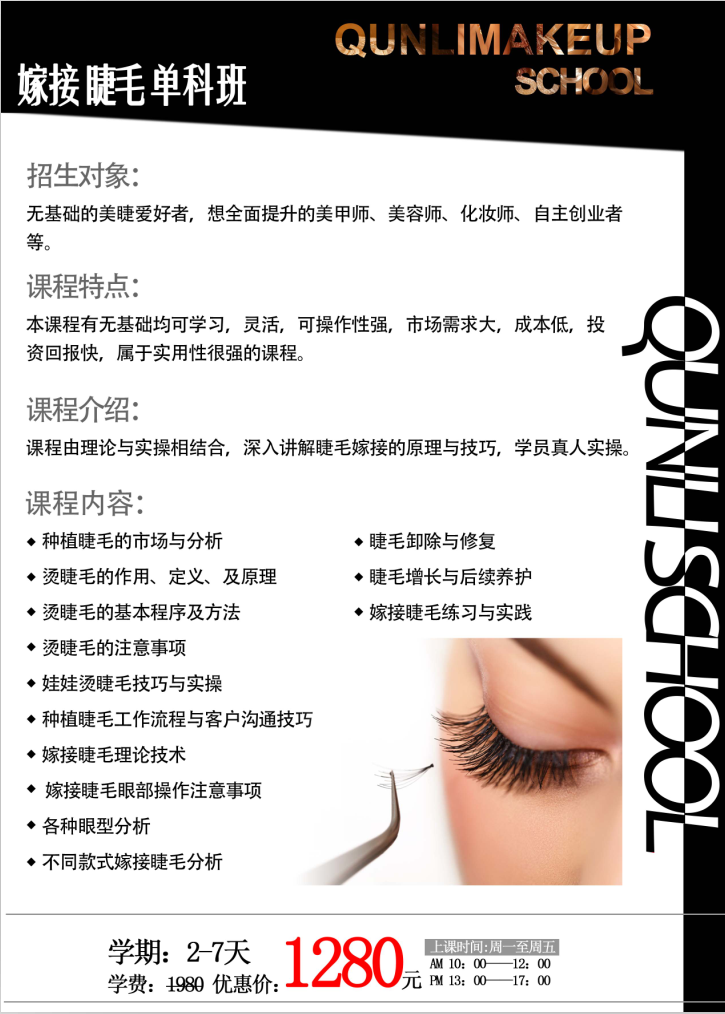 QUNLIMAKEUP
SCHOOL
嫁接睫毛单科班
招生对象：
无基础的美睫爱好者，想全面提升的美甲师、美容师、化妆师、自主创业者
等。
课程特点：
本课程有无基础均可学习，灵活，可操作性强，市场需求大，成本低，投
资回报快，属于实用性很强的课程。
课程介绍：
课程由理论与实操相结合，深入讲解睫毛嫁接的原理与技巧，学员真人实操。
课程内容：
◆ 种植睫毛的市场与分析
◆ 烫睫毛的作用、定义、及原理
◆ 烫睫毛的基本程序及方法
◆ 烫睫毛的注意事项
◆ 娃娃烫睫毛技巧与实操
◆ 种植睫毛工作流程与客户沟通技巧
◆ 嫁接睫毛理论技术
◆ 嫁接睫毛眼部操作注意事项
◆ 各种眼型分析
◆ 不同款式嫁接睫毛分析
◆ 睫毛卸除与修复
◆ 睫毛增长与后续养护
◆ 嫁接睫毛练习与实践
QUNLI SCHOOL
学期：2-7天
学费：1980 优惠价：1280元
上课时间：周一至周五
AM 10：00——12：00
PM 13：00——17：00